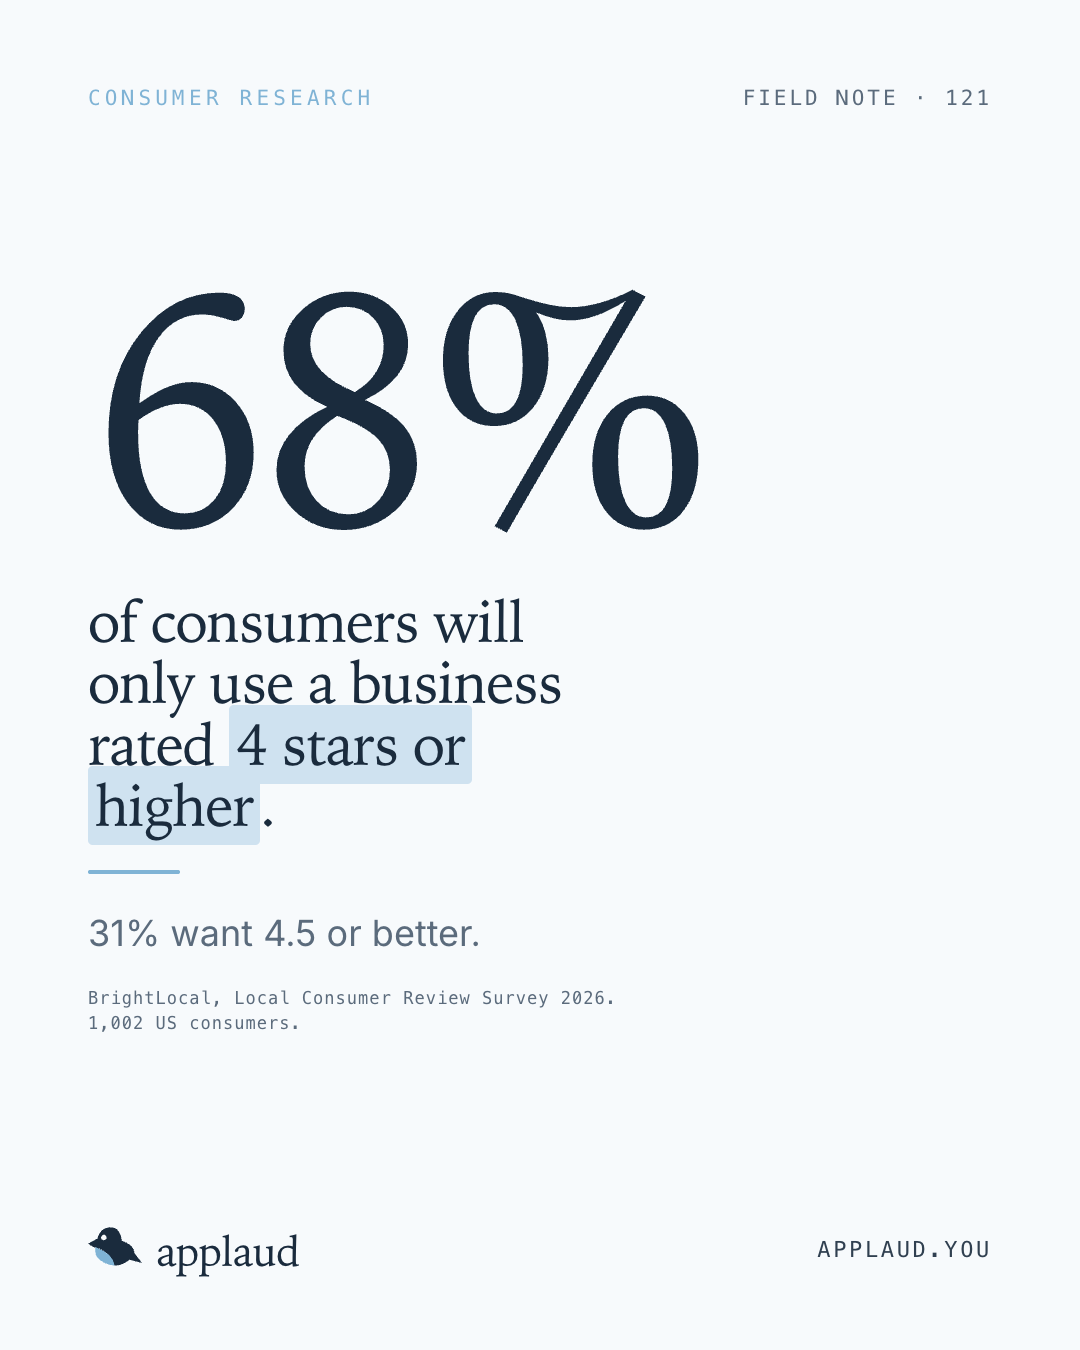 CONSUMER RESEARCH
FIELD NOTE · 121
68%
of consumers will
only use a business
rated 4 stars or
higher.
31% want 4.5 or better.
BrightLocal, Local Consumer Review Survey 2026.
1,002 US consumers.
applaud
APPLAUD.YOU